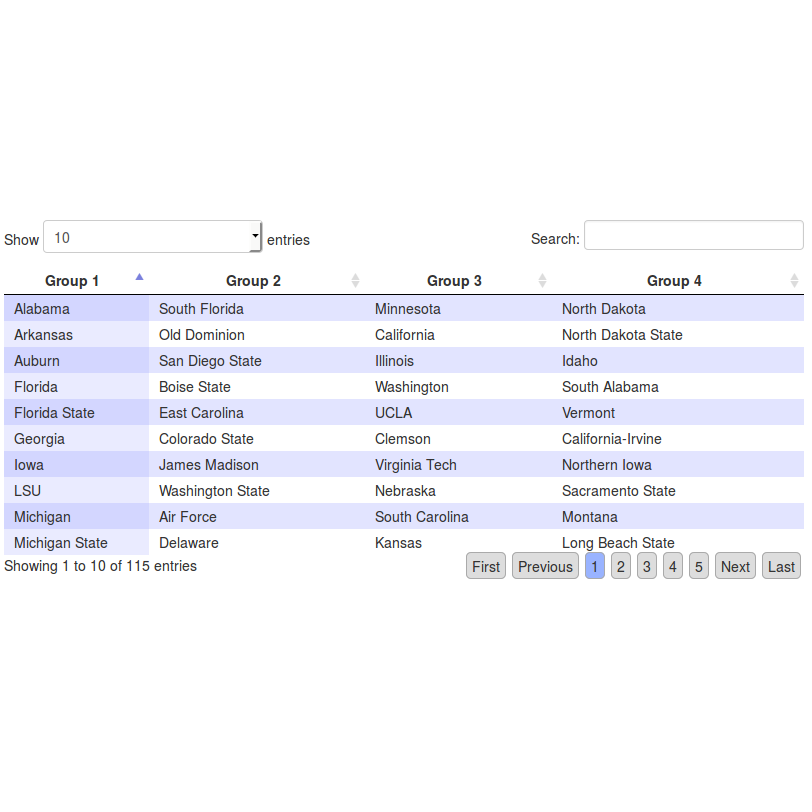 Show 10 entries Search:
Group 1 Group 2 Group 3 Group 4
Alabama South Florida Minnesota North Dakota
Arkansas Old Dominion California North Dakota State
Auburn San Diego State Illinois Idaho
Florida Boise State Washington South Alabama
Florida State East Carolina UCLA Vermont
Georgia Colorado State Clemson California-Irvine
Iowa James Madison Virginia Tech Northern Iowa
LSU Washington State Nebraska Sacramento State
Michigan Air Force South Carolina Montana
Michigan State Delaware Kansas Long Beach State
Showing 1 to 10 of 115 entries First Previous 1 2 3 4 5 Next Last